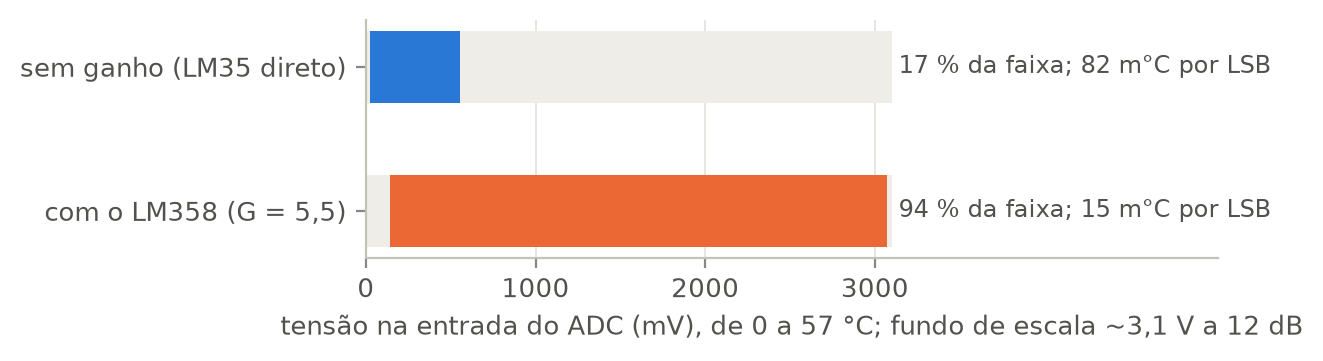 sem ganho (LM35 direto)
17 % da faixa; 82 m°C por LSB
com o LM358 (G = 5,5)
94 % da faixa; 15 m°C por LSB
0 1000 2000 3000
tensão na entrada do ADC (mV), de 0 a 57 °C; fundo de escala ~3,1 V a 12 dB